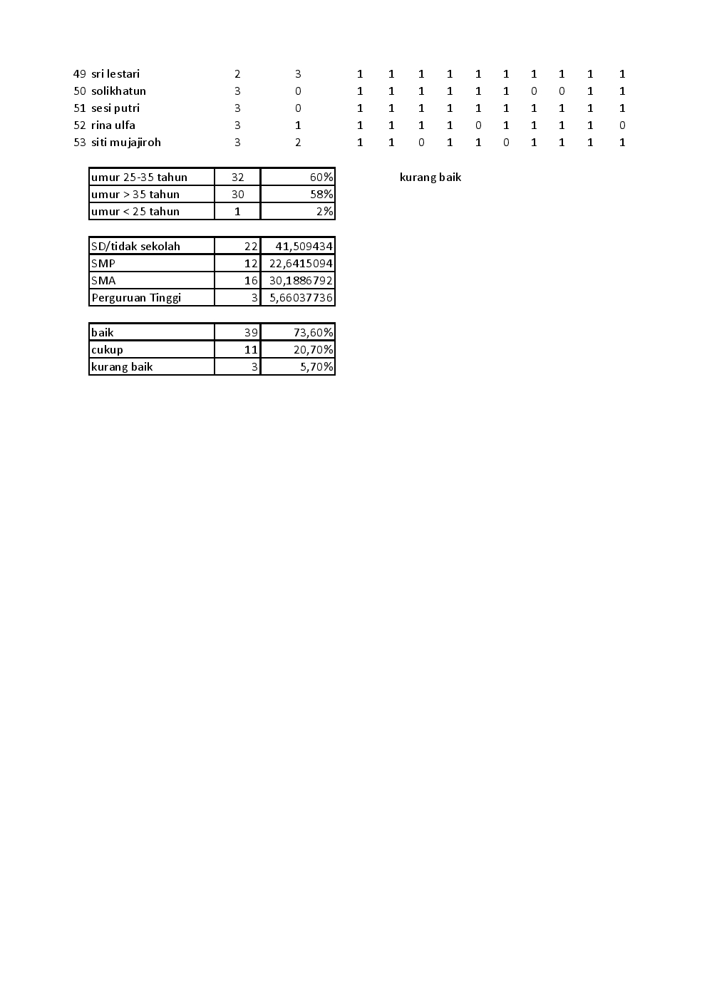 49 sri lestari 2 3 1 1 1 1 1 1 1 1 1 1
50 solikhatun 3 0 1 1 1 1 1 1 0 0 1 1
51 sesi putri 3 0 1 1 1 1 1 1 1 1 1 1
52 rina ulfa 3 1 1 1 1 1 0 1 1 1 1 0
53 siti mujajiroh 3 2 1 1 0 1 1 0 1 1 1 1
umur 25-35 tahun 32 60% kurang baik
umur > 35 tahun 30 58%
umur < 25 tahun 1 2%
SD/tidak sekolah 22 41,509434
SMP 12 22,6415094
SMA 16 30,1886792
Perguruan Tinggi 3 5,66037736
baik 39 73,60%
cukup 11 20,70%
kurang baik 3 5,70%